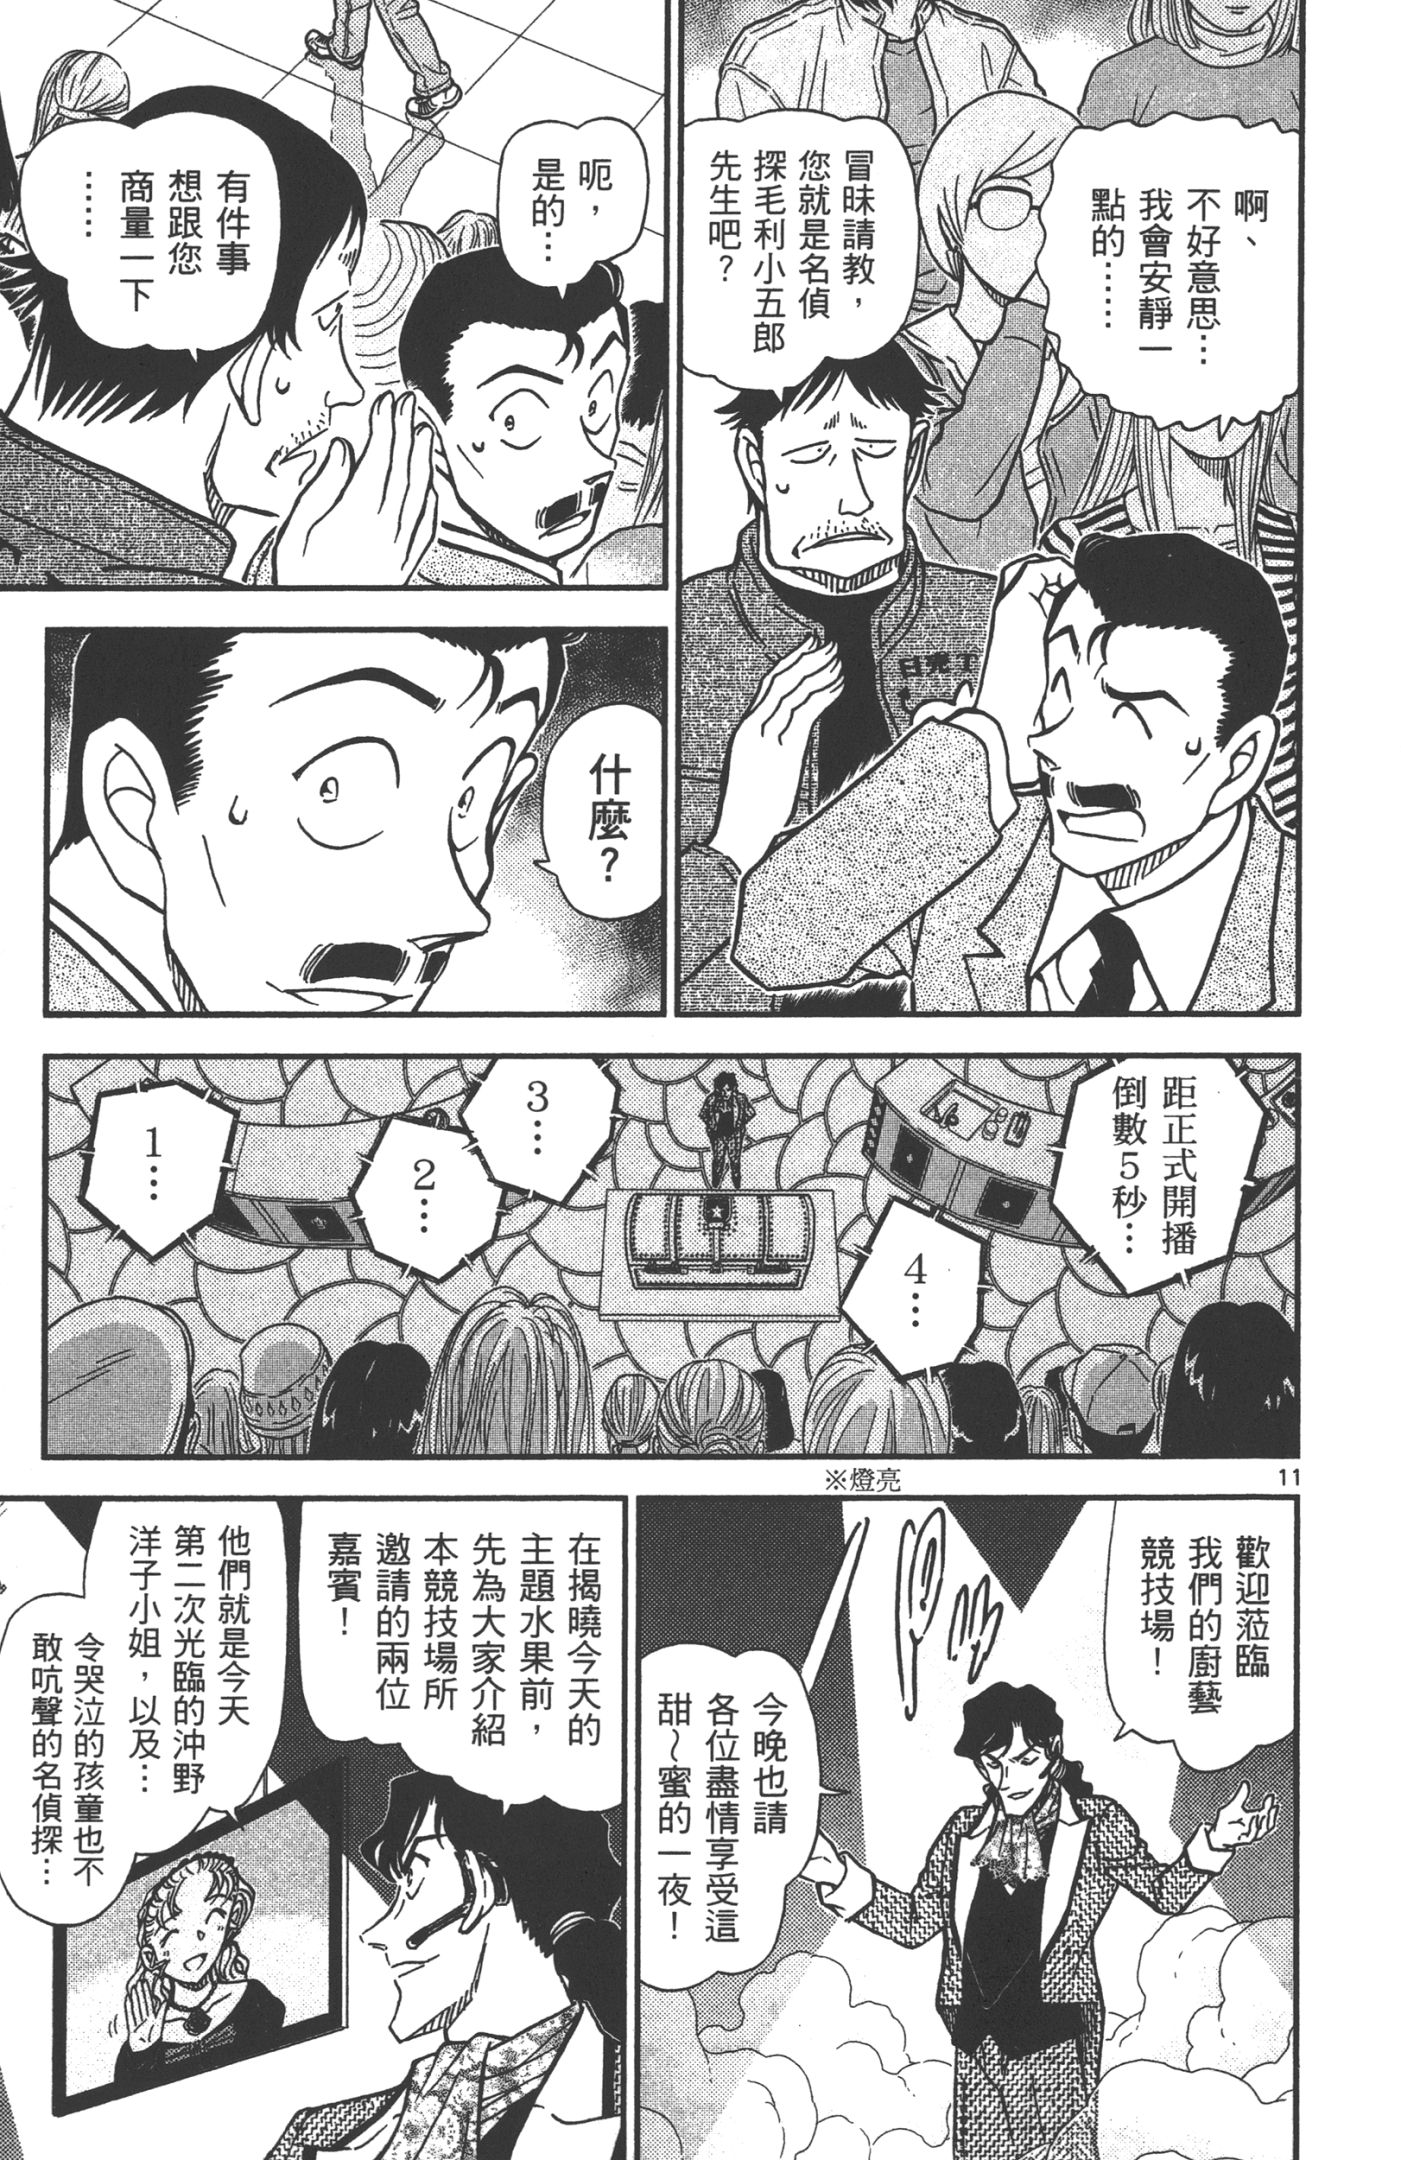 啊、
不好意思…
我會安靜一
點的……
冒昧請教，
您就是名偵
探毛利小五郎
先生吧？
日売丁
呃，
是的…
有件事
想跟您
商量一下
……
什麼？
距正式開播
倒數5秒…
4…
3…
2…
1…
※燈亮
11
歡迎蒞臨
我們的廚藝
競技場！
今晚也請
各位盡情享受這
甜～蜜的一夜！
在揭曉今天的
主題水果前，
先為大家介紹
本競技場所
邀請的兩位
嘉賓！
他們就是今天
第二次光臨的沖野
洋子小姐，以及…
令哭泣的孩童也不
敢吭聲的名偵探…